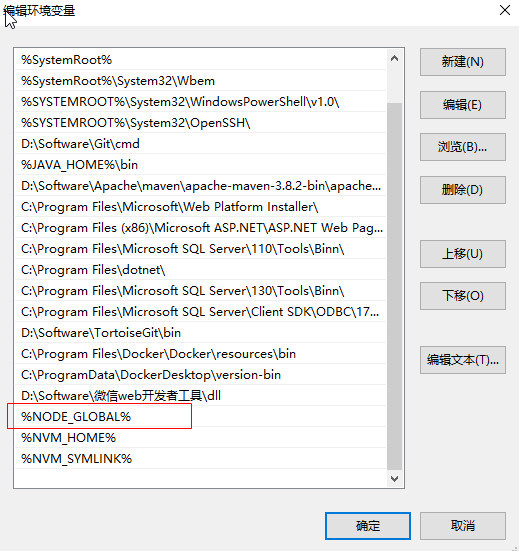 编辑环境变量
%SystemRoot%
%SystemRoot%\System32\Wbem
%SYSTEMROOT%\System32\WindowsPowerShell\v1.0\
%SYSTEMROOT%\System32\OpenSSH\
D:\Software\Git\cmd
%JAVA_HOME%\bin
D:\Software\Apache\maven\apache-maven-3.8.2-bin\apache...
C:\Program Files\Microsoft\Web Platform Installer\
C:\Program Files (x86)\Microsoft ASP.NET\ASP.NET Web Pag...
C:\Program Files\Microsoft SQL Server\110\Tools\Binn\
C:\Program Files\dotnet\
C:\Program Files\Microsoft SQL Server\130\Tools\Binn\
C:\Program Files\Microsoft SQL Server\Client SDK\ODBC\17...
D:\Software\TortoiseGit\bin
C:\Program Files\Docker\Docker\resources\bin
C:\ProgramData\DockerDesktop\version-bin
D:\Software\微信web开发者工具\dll
%NODE_GLOBAL%
%NVM_HOME%
%NVM_SYMLINK%
新建(N)
编辑(E)
浏览(B)...
删除(D)
上移(U)
下移(O)
编辑文本(T)...
确定
取消